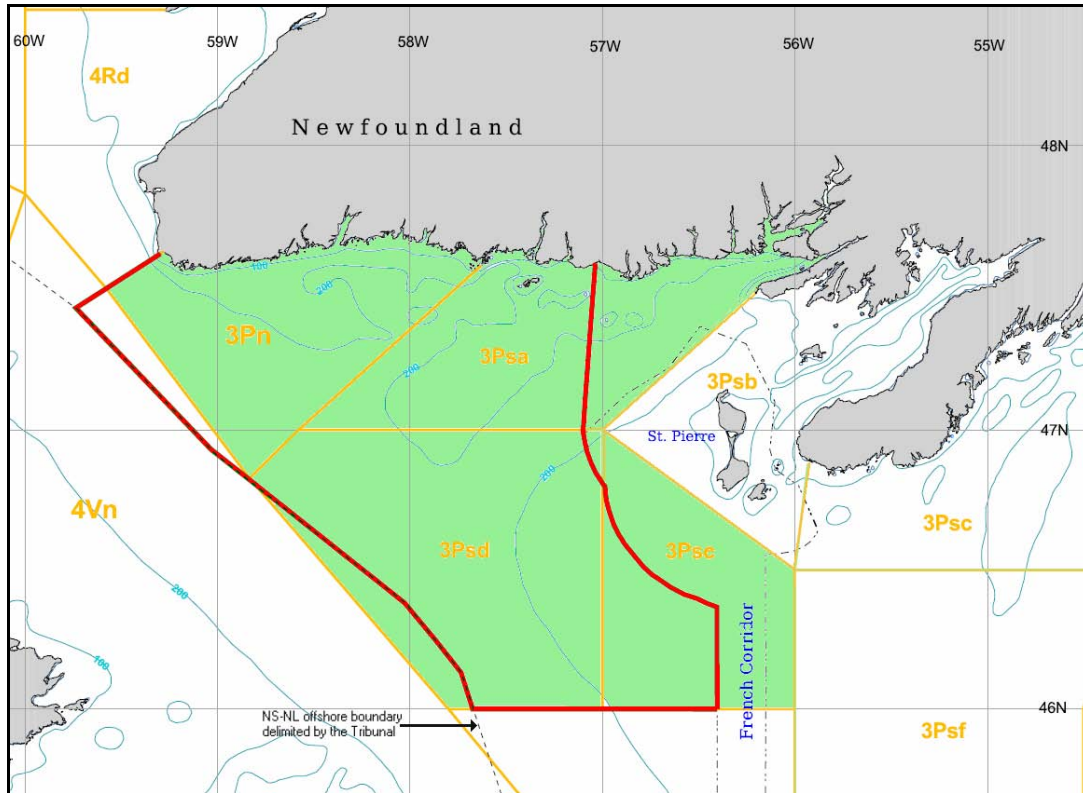 60W 59W 58W 57W 56W 55W
4Rd
Newfoundland
48N
100
200
3Pn
3Psa
200
3Psb
St. Pierre
47N
200
4Vn
3Psd
3Pse
3Psc
200
100
French Corridor
NS-NL offshore boundary
delimited by the Tribunal
46N
3Psf